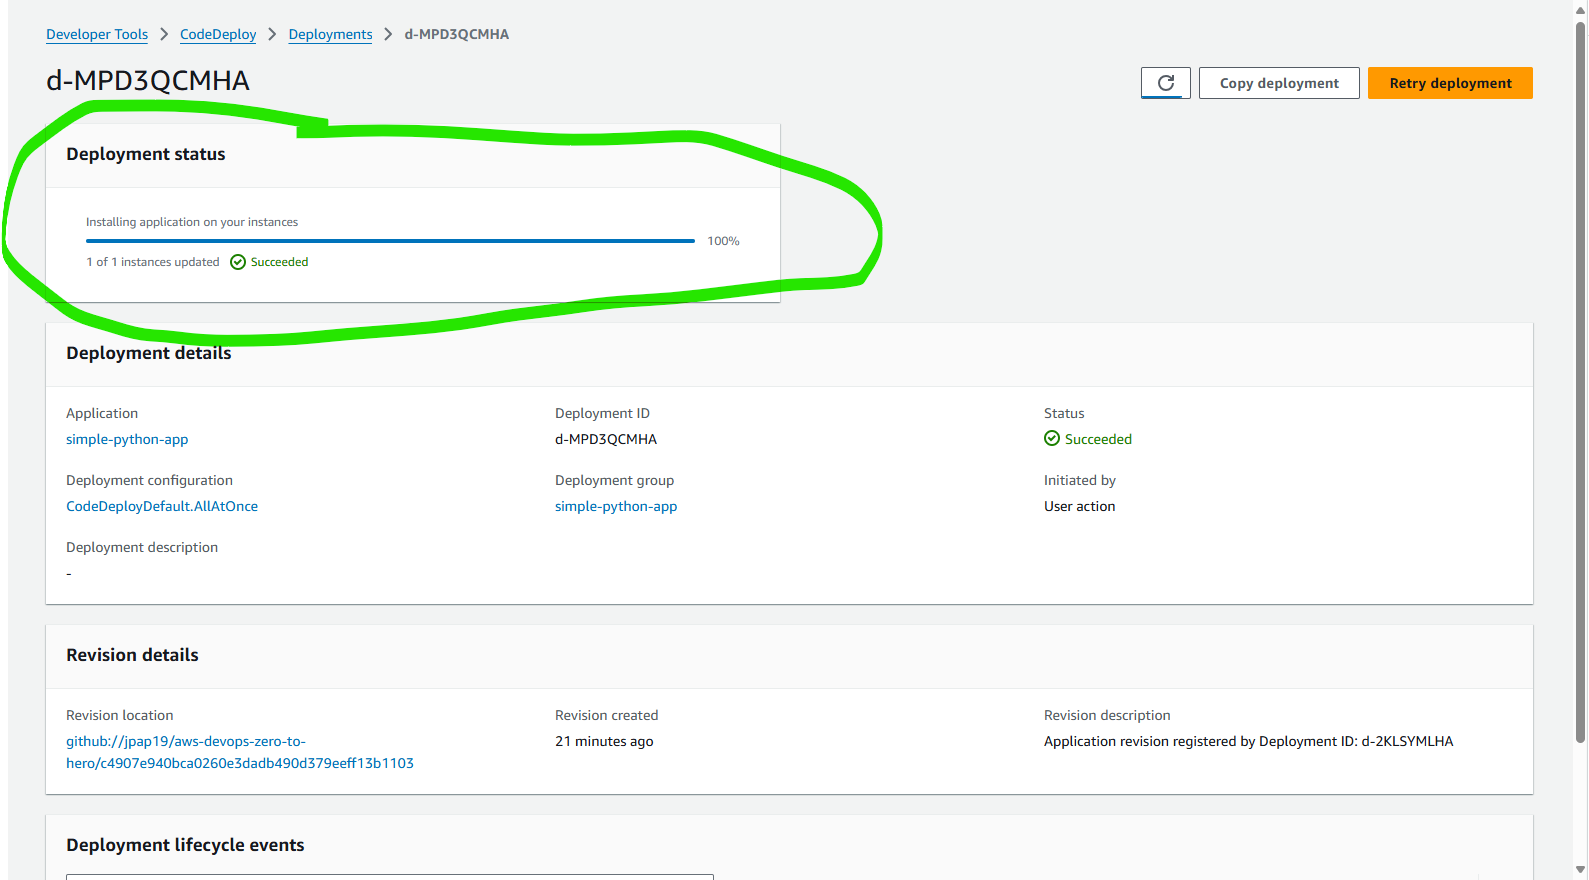 Developer Tools > CodeDeploy > Deployments > d-MPD3QCMHA
d-MPD3QCMHA
Copy deployment
Retry deployment
Deployment status
Installing application on your instances
100%
1 of 1 instances updated Succeeded
Deployment details
Application
simple-python-app
Deployment ID
d-MPD3QCMHA
Status
Succeeded
Deployment configuration
CodeDeployDefault.AllAtOnce
Deployment group
simple-python-app
Initiated by
User action
Deployment description
-
Revision details
Revision location
github://jpap19/aws-devops-zero-to-
hero/c4907e940bca0260e3dadb490d379eeff13b1103
Revision created
21 minutes ago
Revision description
Application revision registered by Deployment ID: d-2KLSYMLHA
Deployment lifecycle events